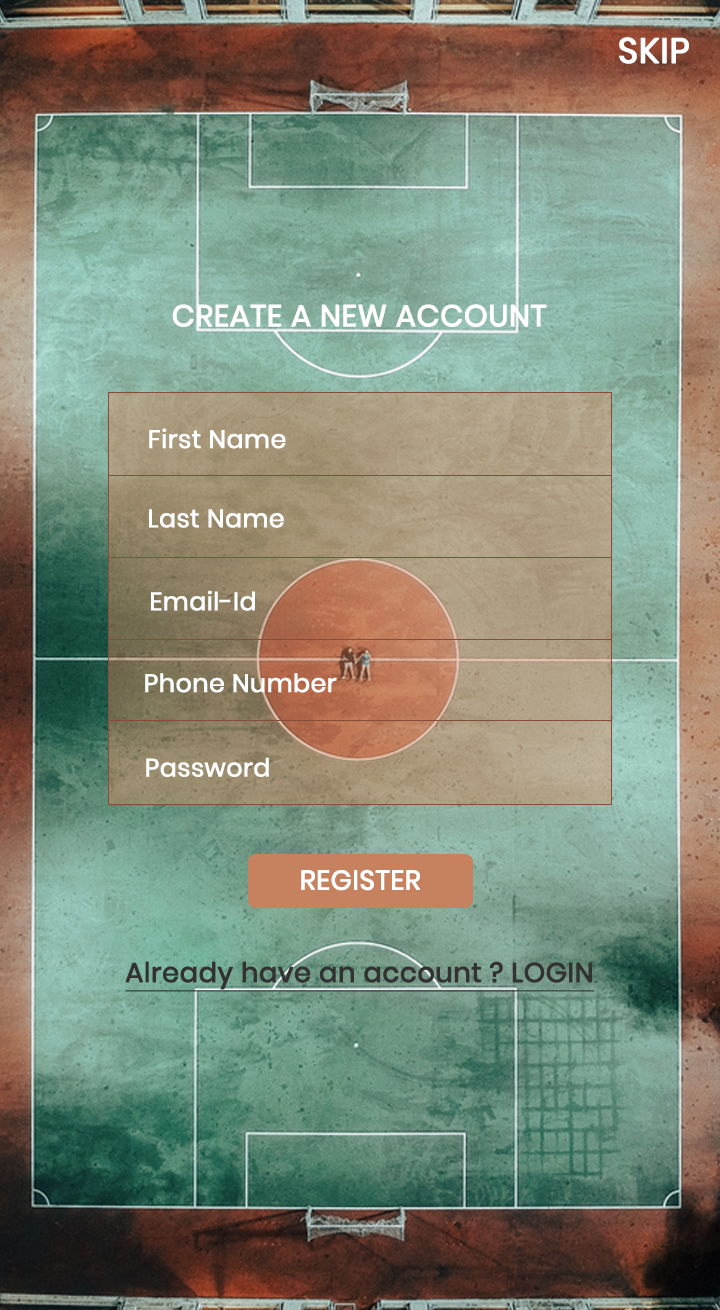 SKIP
CREATE A NEW ACCOUNT
First Name
Last Name
Email-Id
Phone Number
Password
REGISTER
Already have an account ? LOGIN